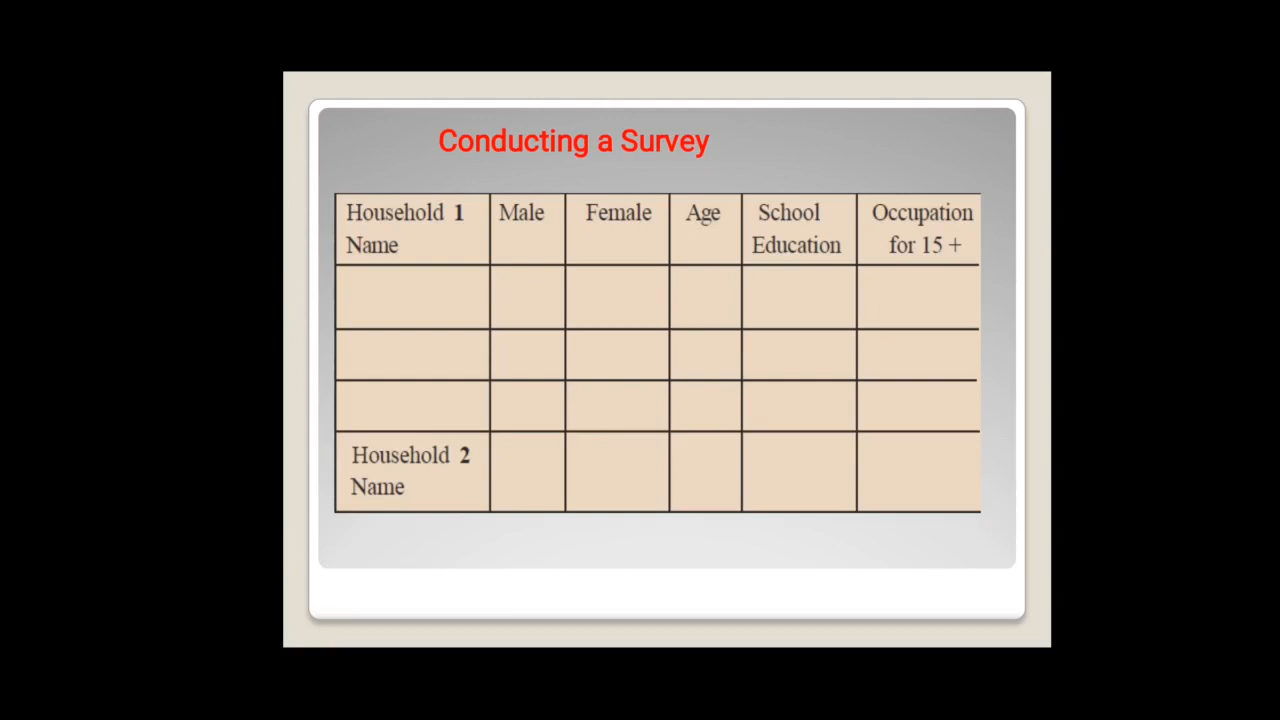 Conducting a Survey
Household 1 Male Female Age School Occupation
Name Education for 15 +
Household 2
Name